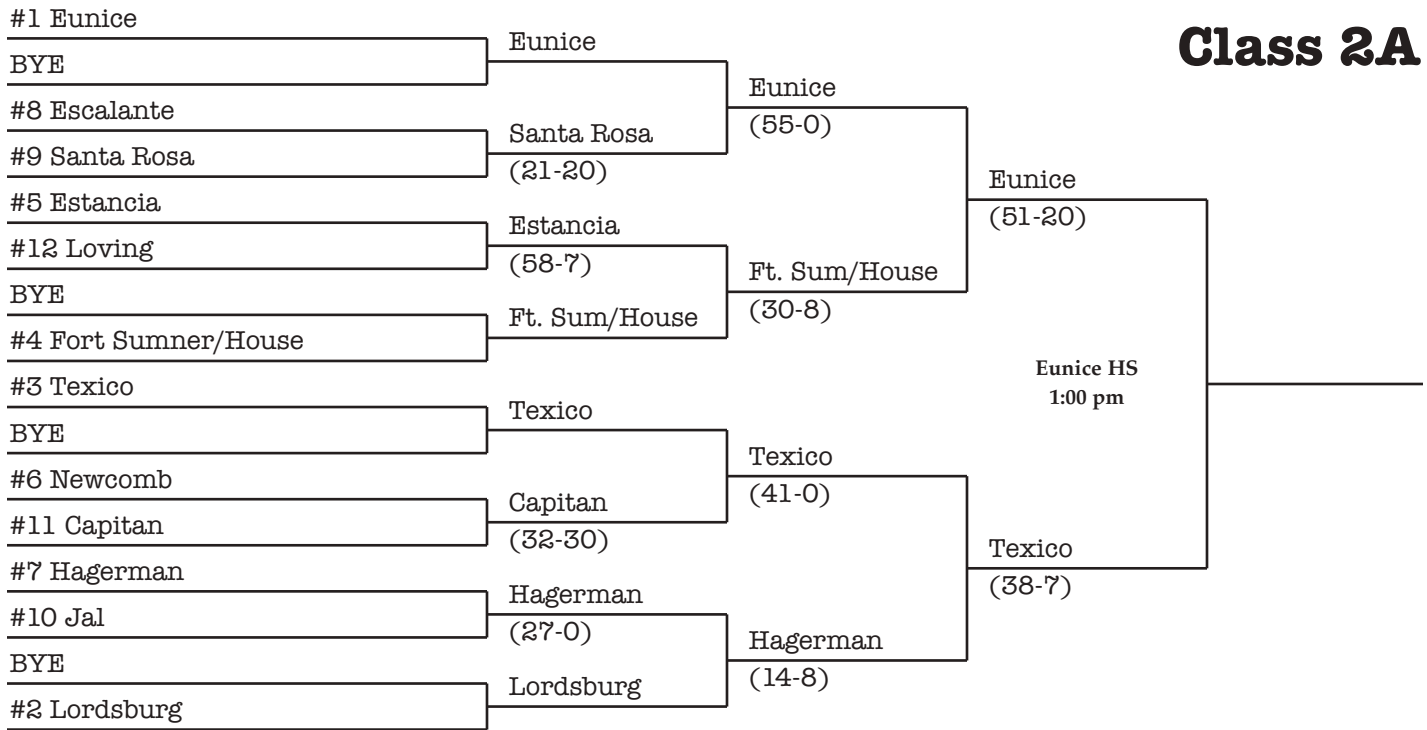 Class 2A
#1 Eunice
BYE
#8 Escalante
#9 Santa Rosa
#5 Estancia
#12 Loving
BYE
#4 Fort Sumner/House
#3 Texico
BYE
#6 Newcomb
#11 Capitan
#7 Hagerman
#10 Jal
BYE
#2 Lordsburg
Eunice
Santa Rosa
(21-20)
Estancia
(58-7)
Ft. Sum/House
Texico
Capitan
(32-30)
Hagerman
(27-0)
Lordsburg
Eunice
(55-0)
Ft. Sum/House
(30-8)
Texico
(41-0)
Hagerman
(14-8)
Eunice
(51-20)
Texico
(38-7)
Eunice HS
1:00 pm